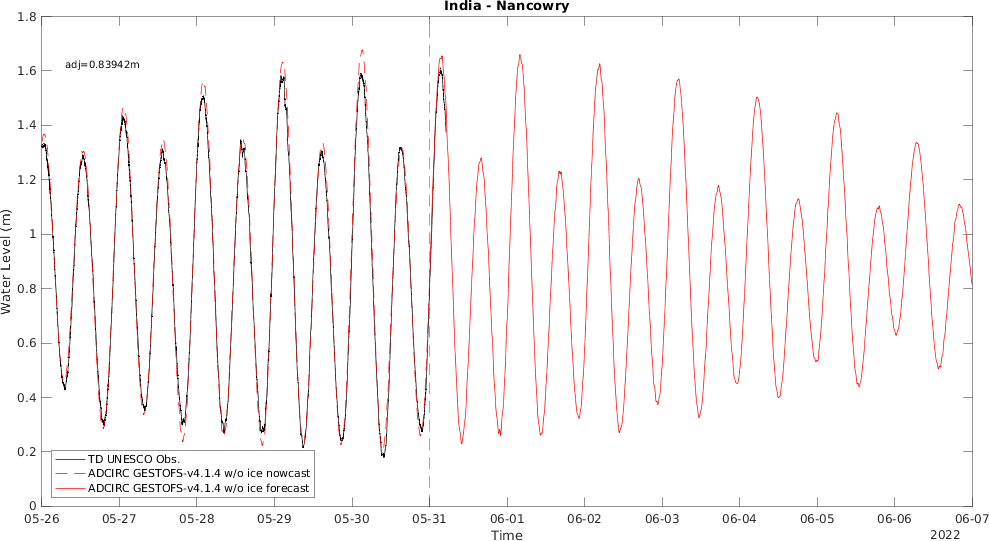 India - Nancowry
adj=0.83942m
Water Level (m)
1.8
1.6
1.4
1.2
1
0.8
0.6
0.4
0.2
0
TD UNESCO Obs.
ADCIRC GESTOFS-v4.1.4 w/o ice nowcast
ADCIRC GESTOFS-v4.1.4 w/o ice forecast
05-26 05-27 05-28 05-29 05-30 05-31 06-01 06-02 06-03 06-04 06-05 06-06 06-07
Time
2022